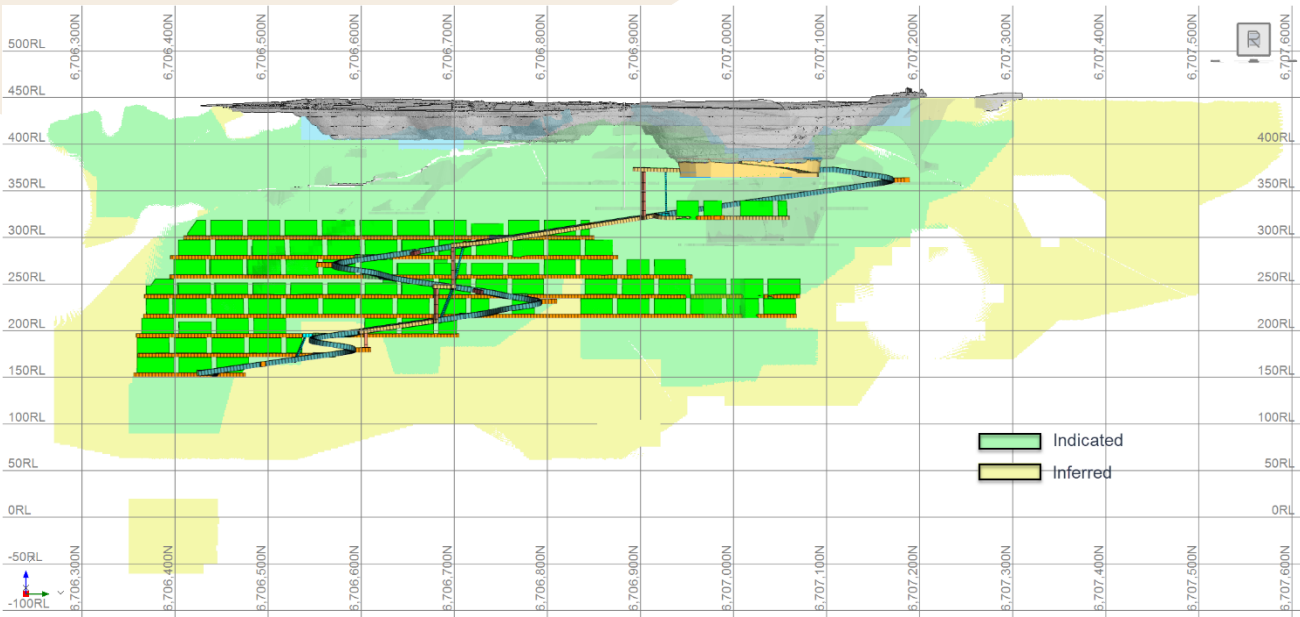 6,706,300N
6,706,400N
6,706,500N
6,706,600N
6,706,700N
6,706,800N
6,706,900N
6,707,000N
6,707,100N
6,707,200N
6,707,300N
6,707,400N
6,707,500N
6,707,600N
500RL
450RL
400RL 400RL
350RL 350RL
300RL 300RL
250RL 250RL
200RL 200RL
150RL 150RL
100RL 100RL
Indicated
50RL 50RL
Inferred
0RL 0RL
-50RL
-100RL
6,706,300N
6,706,400N
6,706,500N
6,706,600N
6,706,700N
6,706,800N
6,706,900N
6,707,000N
6,707,100N
6,707,200N
6,707,300N
6,707,400N
6,707,500N
6,707,600N